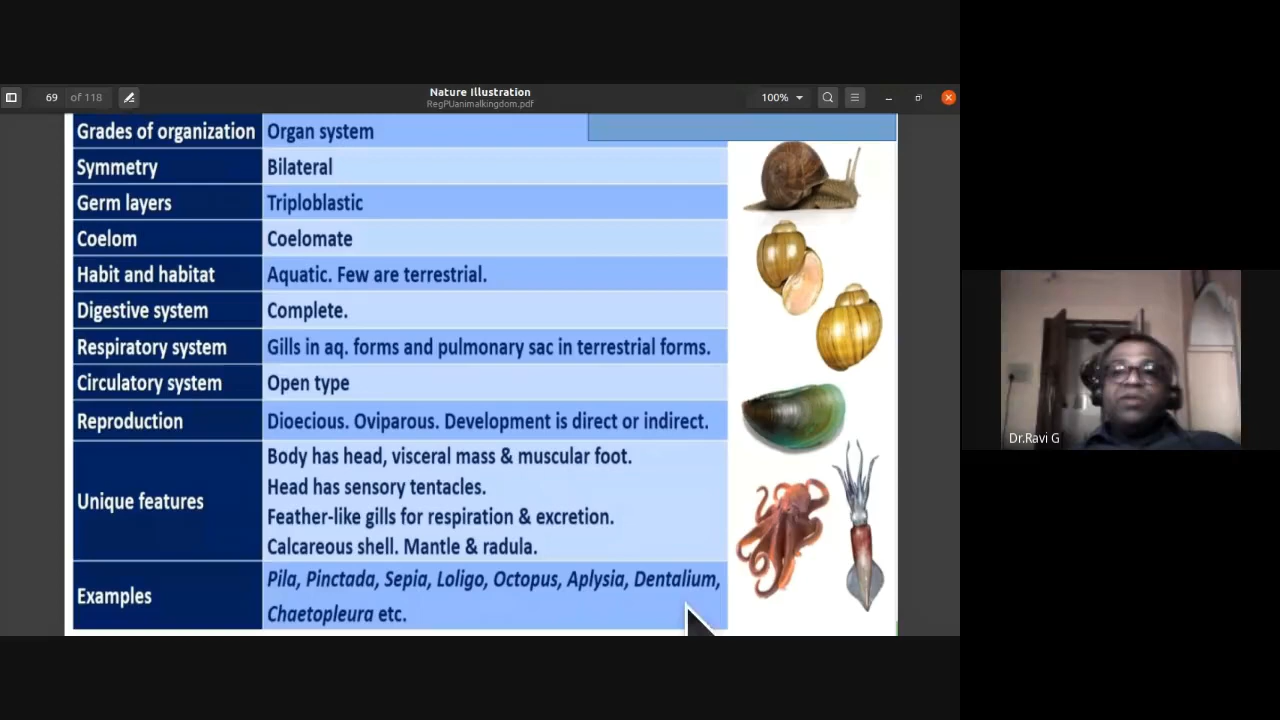 Nature Illustration
RegPUanimalkingdom.pdf
69 of 118
100%
Grades of organization Organ system
Symmetry Bilateral
Germ layers Triploblastic
Coelom Coelomate
Habit and habitat Aquatic. Few are terrestrial.
Digestive system Complete.
Respiratory system Gills in aq. forms and pulmonary sac in terrestrial forms.
Circulatory system Open type
Reproduction Dioecious. Oviparous. Development is direct or indirect.
Unique features
Body has head, visceral mass & muscular foot.
Head has sensory tentacles.
Feather-like gills for respiration & excretion.
Calcareous shell. Mantle & radula.
Examples
Pila, Pinctada, Sepia, Loligo, Octopus, Aplysia, Dentalium,
Chaetopleura etc.
Dr.Ravi G